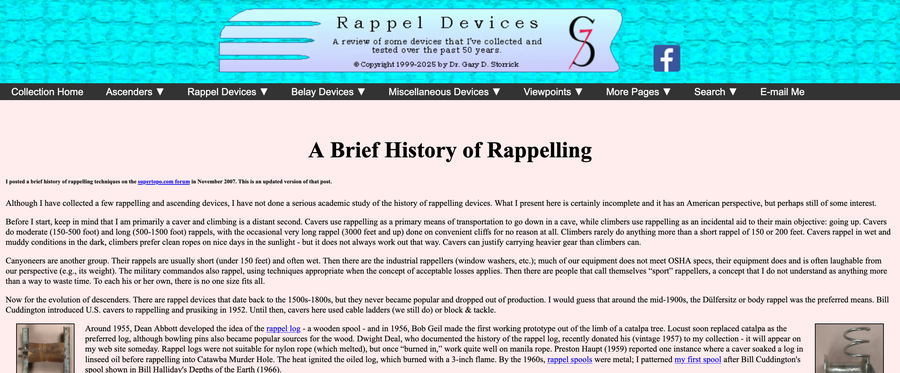 Rappel Devices
A review of some devices that I've collected and
tested over the past 50 years.
© Copyright 1999-2025 by Dr. Gary D. Storrick
Collection Home Ascenders ▼ Rappel Devices ▼ Belay Devices ▼ Miscellaneous Devices ▼ Viewpoints ▼ More Pages ▼ Search ▼ E-mail Me
A Brief History of Rappelling
I posted a brief history of rappelling techniques on the supertopo.com forum in November 2007. This is an updated version of that post.
Although I have collected a few rappelling and ascending devices, I have not done a serious academic study of the history of rappelling devices. What I present here is certainly incomplete and it has an American perspective, but perhaps still of some interest.
Before I start, keep in mind that I am primarily a caver and climbing is a distant second. Cavers use rappelling as a primary means of transportation to go down in a cave, while climbers use rappelling as an incidental aid to their main objective: going up. Cavers
do moderate (150-500 foot) and long (500-1500 foot) rappels, with the occasional very long rappel (3000 feet and up) done on convenient cliffs for no reason at all. Climbers rarely do anything more than a short rappel of 150 or 200 feet. Cavers rappel in wet and
muddy conditions in the dark, climbers prefer clean ropes on nice days in the sunlight - but it does not always work out that way. Cavers can justify carrying heavier gear than climbers can.
Canyoneers are another group. Their rappels are usually short (under 150 feet) and often wet. Then there are the industrial rappellers (window washers, etc.); much of our equipment does not meet OSHA specs, their equipment does and is often laughable from
our perspective (e.g., its weight). The military commandos also rappel, using techniques appropriate when the concept of acceptable losses applies. Then there are people that call themselves “sport” rappellers, a concept that I do not understand as anything more
than a way to waste time. To each his or her own, there is no one size fits all.
Now for the evolution of descenders. There are rappel devices that date back to the 1500s-1800s, but they never became popular and dropped out of production. I would guess that around the mid-1900s, the Dülfersitz or body rappel was the preferred means. Bill
Cuddington introduced U.S. cavers to rappelling and prusiking in 1952. Until then, cavers here used cable ladders (we still do) or block & tackle.
Around 1955, Dean Abbott developed the idea of the rappel log - a wooden spool - and in 1956, Bob Geil made the first working prototype out of the limb of a catalpa tree. Locust soon replaced catalpa as the
preferred log, although bowling pins also became popular sources for the wood. Dwight Deal, who documented the history of the rappel log, recently donated his (vintage 1957) to my collection - it will appear on
my web site someday. Rappel logs were not suitable for nylon rope (which melted), but once “burned in,” work quite well on manila rope. Preston Haupt (1959) reported one instance where a caver soaked a log in
linseed oil before rappelling into Catawba Murder Hole. The heat ignited the oiled log, which burned with a 3-inch flame. By the 1960s, rappel spools were metal; I patterned my first spool after Bill Cuddington's
spool shown in Bill Halliday's Depths of the Earth (1966).